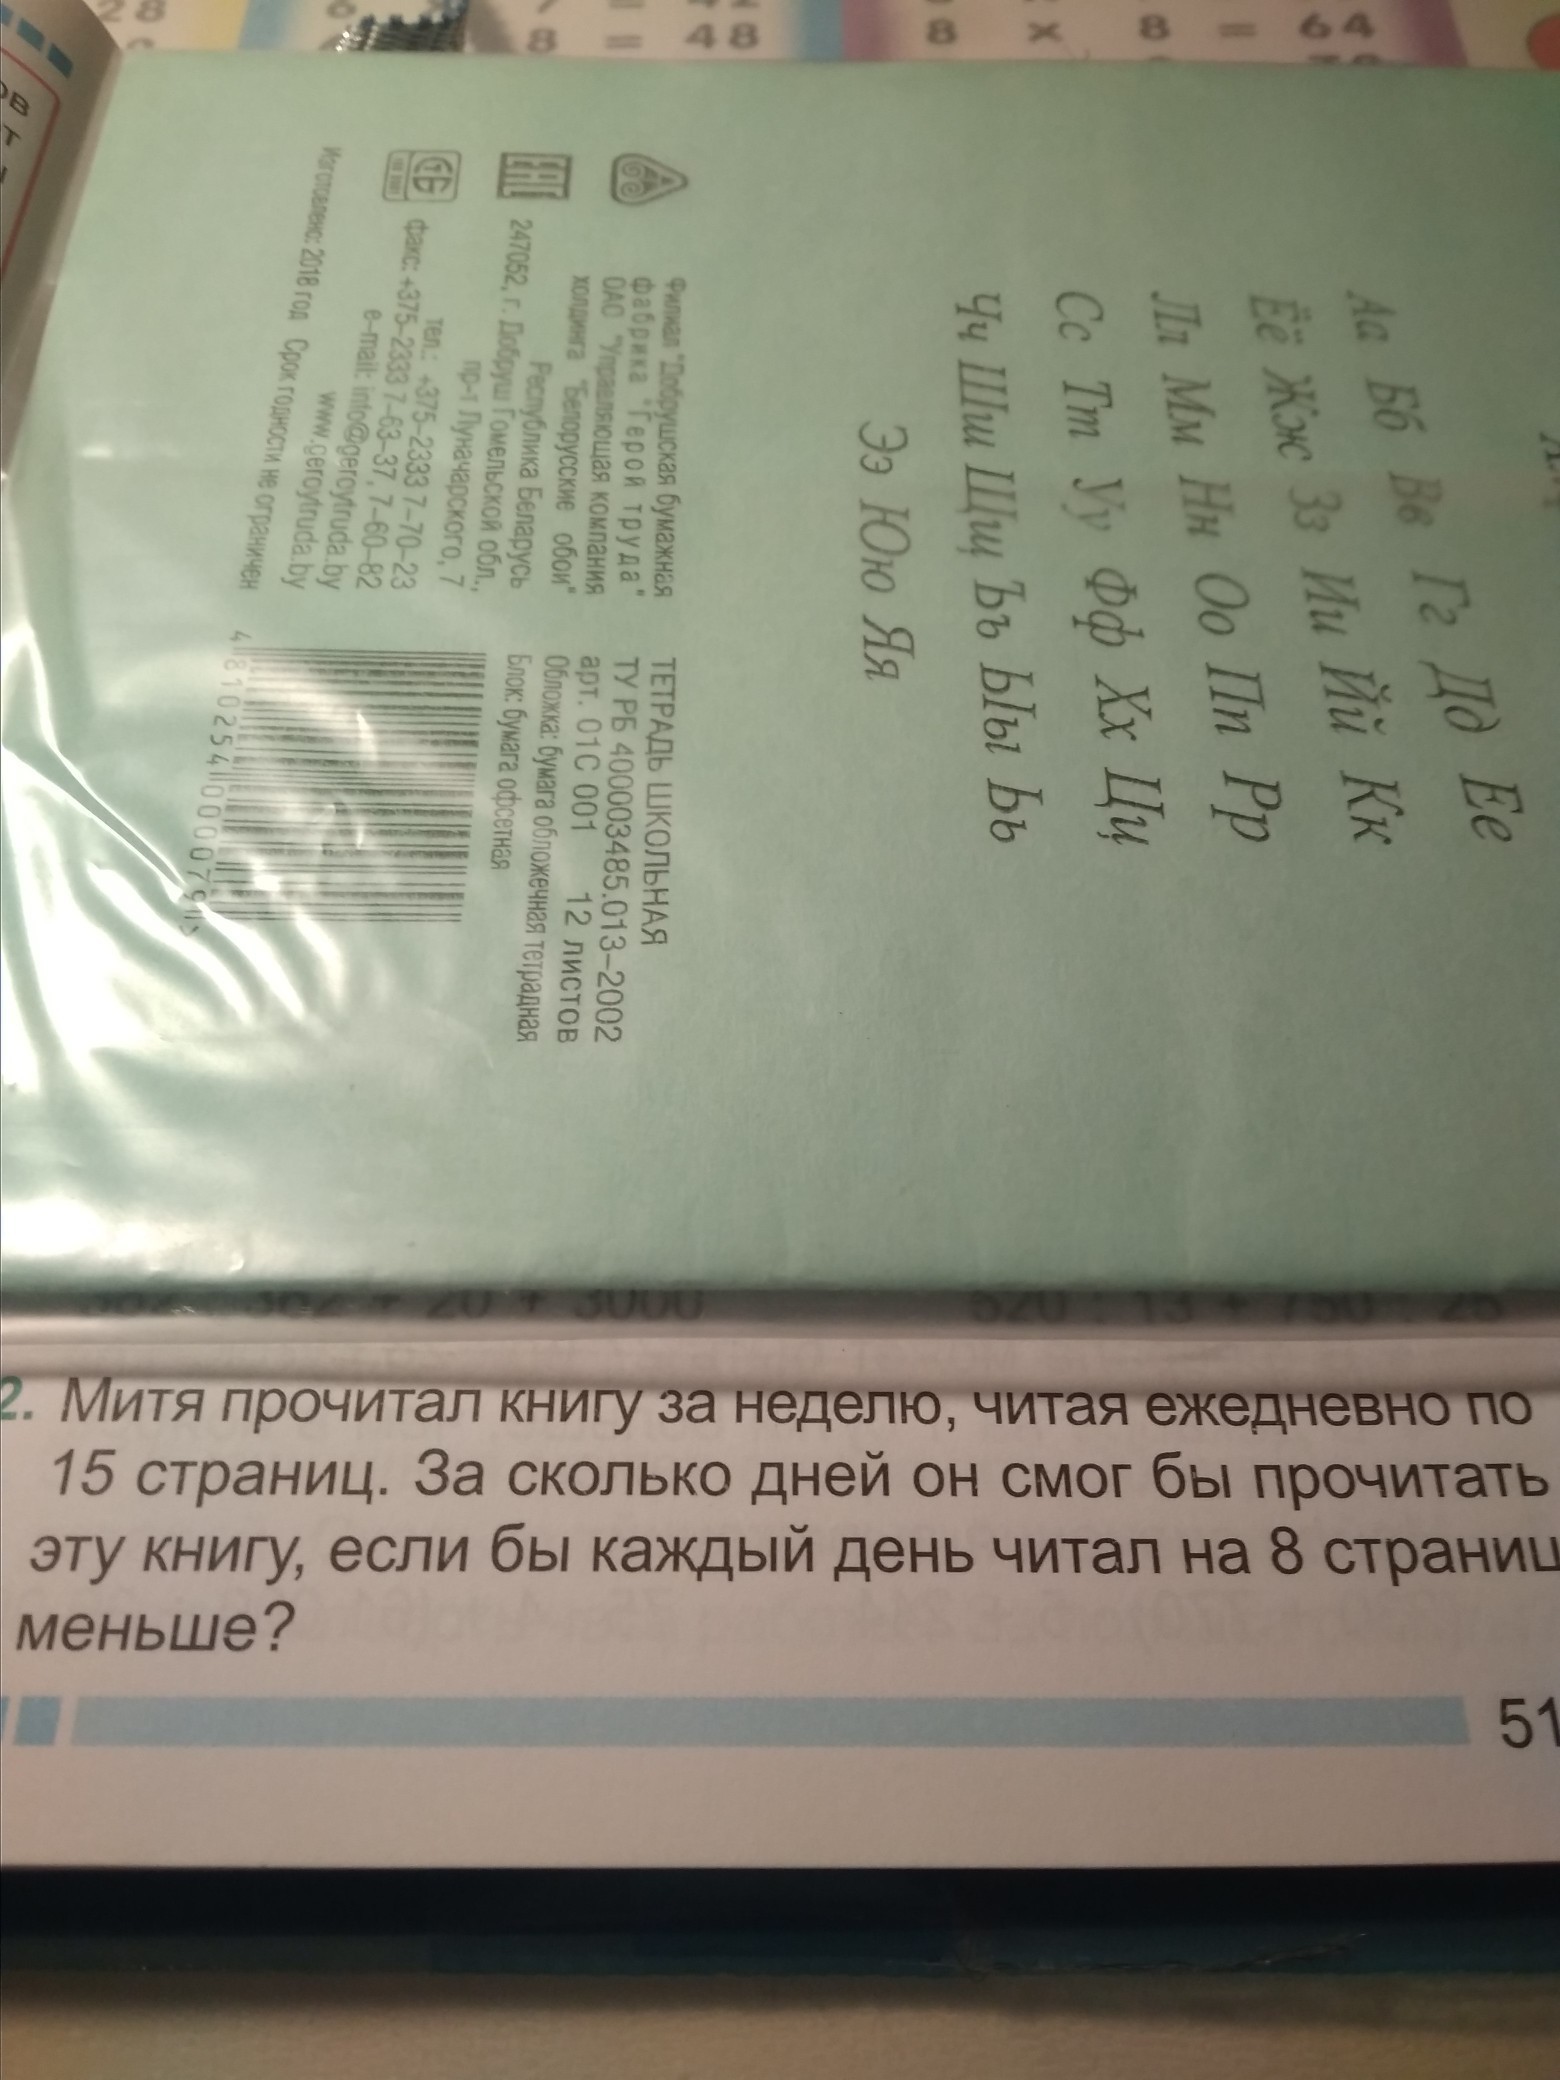 Аа Бб Вв Гг Дд Ее
Ёё Жж Зз Ии Йй Кк
Лл Мм Нн Оо Пп Рр
Сс Тт Уу Фф Хх Цц
Чч Шш Щщ Ъъ Ыы Ьь
Ээ Юю Яя
Филиал "Добрушская бумажная
фабрика "Герой труда"
ОАО "Управляющая компания
холдинга "Белорусские обои"
Республика Беларусь
247052, г. Добруш Гомельской обл.,
пр-т Луначарского, 7
тел.: +375-2333 7-70-23
факс: +375-2333 7-63-37, 7-60-82
e-mail: info@geroytruda.by
www.geroytruda.by
Изготовлено: 2018 год Срок годности не ограничен
ТЕТРАДЬ ШКОЛЬНАЯ
ТУ РБ 400003485.013-2002
арт. 01С 001 12 листов
Обложка: бумага обложечная тетрадная
Блок: бумага офсетная
4 810254 000791 >
2. Митя прочитал книгу за неделю, читая ежедневно по
15 страниц. За сколько дней он смог бы прочитать
эту книгу, если бы каждый день читал на 8 страниц
меньше?
51